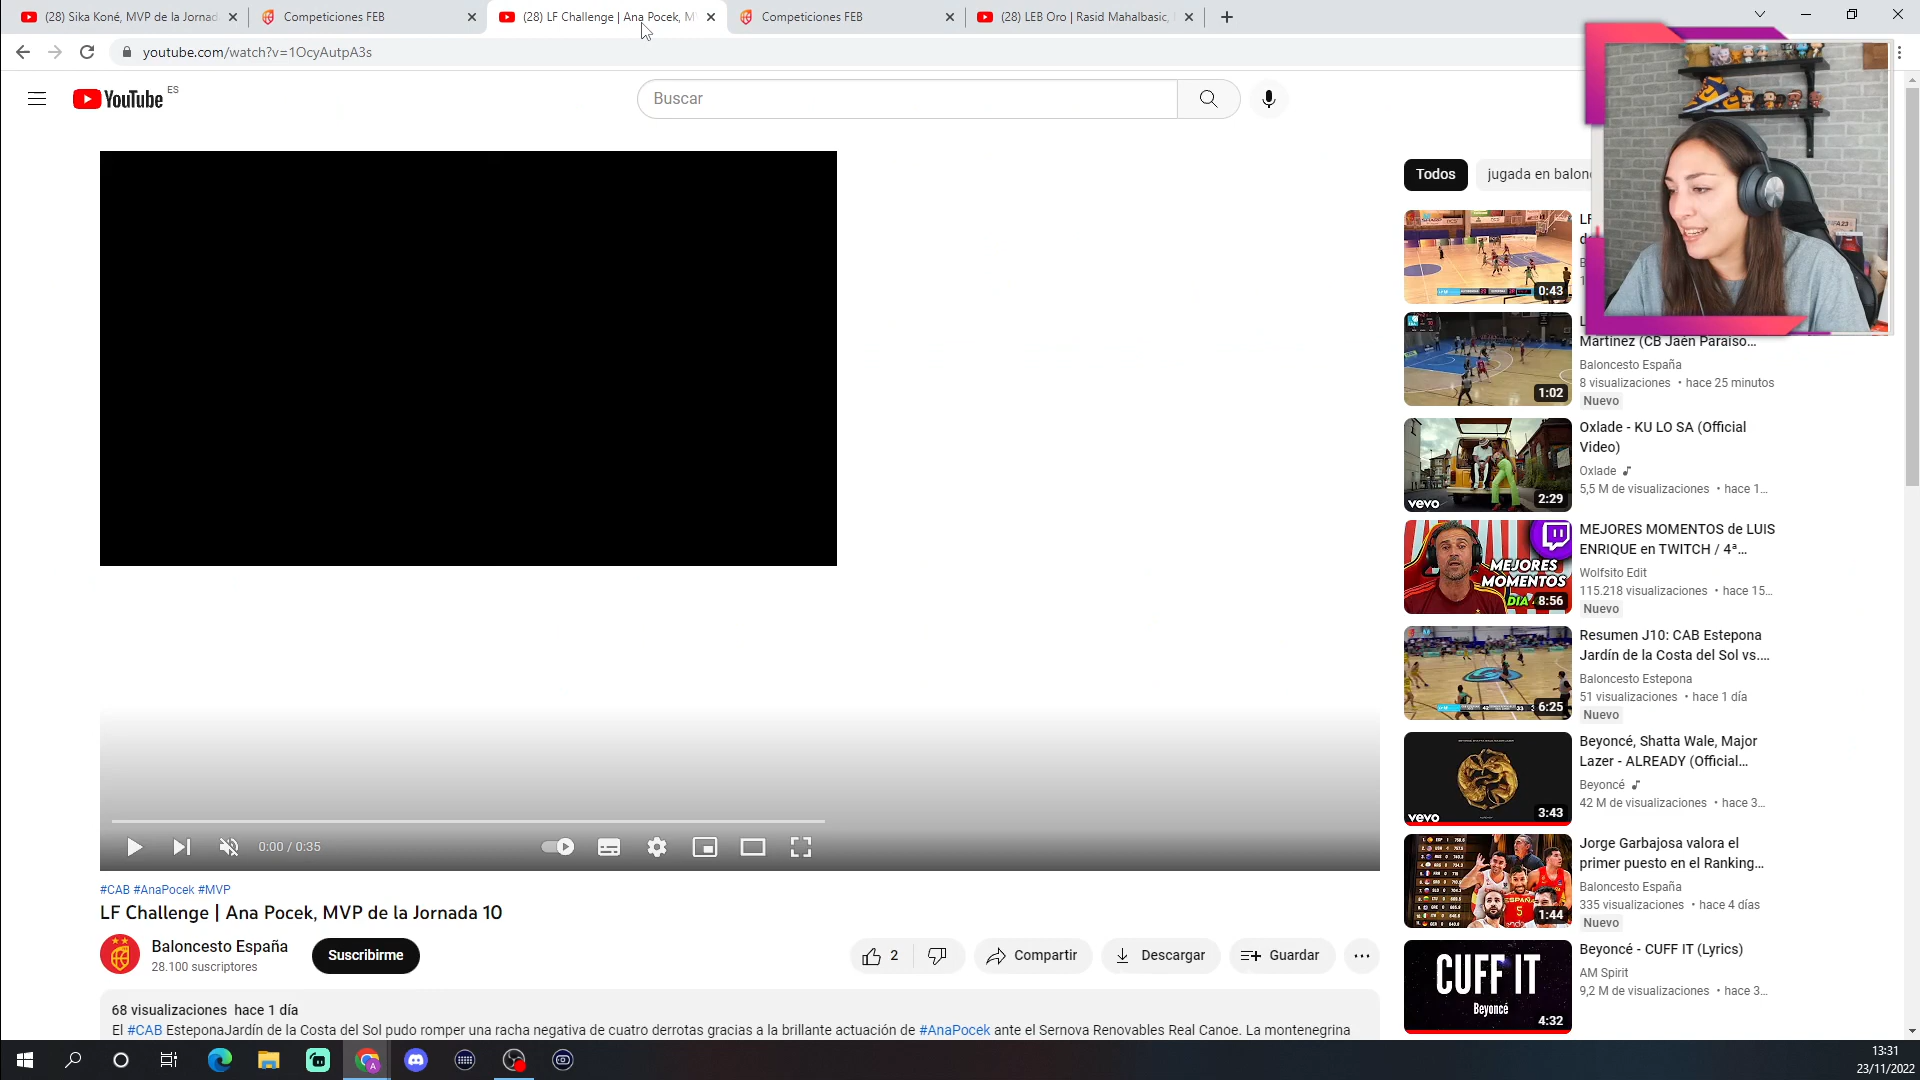 (28) Sika Koné, MVP de la Jornad
Competiciones FEB
(28) LF Challenge | Ana Pocek, M
Competiciones FEB
(28) LEB Oro | Rasid Mahalbasic,
youtube.com/watch?v=1OcyAutpA3s
YouTube
ES
Buscar
Todos
jugada en balon
0:43
1:02
Martínez (CB Jaén Paraíso...
Baloncesto España
8 visualizaciones • hace 25 minutos
Nuevo
vevo
2:29
Oxlade - KU LO SA (Official
Video)
Oxlade
5,5 M de visualizaciones • hace 1...
MEJORES
MOMENTOS
DIA
8:56
MEJORES MOMENTOS de LUIS
ENRIQUE en TWITCH / 4ª...
Wolfsito Edit
115.218 visualizaciones • hace 15...
Nuevo
6:25
Resumen J10: CAB Estepona
Jardín de la Costa del Sol vs....
Baloncesto Estepona
51 visualizaciones • hace 1 día
Nuevo
vevo
3:43
Beyoncé, Shatta Wale, Major
Lazer - ALREADY (Official...
Beyoncé
42 M de visualizaciones • hace 3...
1:44
Jorge Garbajosa valora el
primer puesto en el Ranking...
Baloncesto España
335 visualizaciones • hace 4 días
Nuevo
CUFF IT
Beyoncé
4:32
Beyoncé - CUFF IT (Lyrics)
AM Spirit
9,2 M de visualizaciones • hace 3...
0:00 / 0:35
#CAB #AnaPocek #MVP
LF Challenge | Ana Pocek, MVP de la Jornada 10
Baloncesto España
28.100 suscriptores
Suscribirme
2
Compartir
Descargar
Guardar
68 visualizaciones hace 1 día
El #CAB EsteponaJardín de la Costa del Sol pudo romper una racha negativa de cuatro derrotas gracias a la brillante actuación de #AnaPocek ante el Sernova Renovables Real Canoe. La montenegrina
13:31
23/11/2022